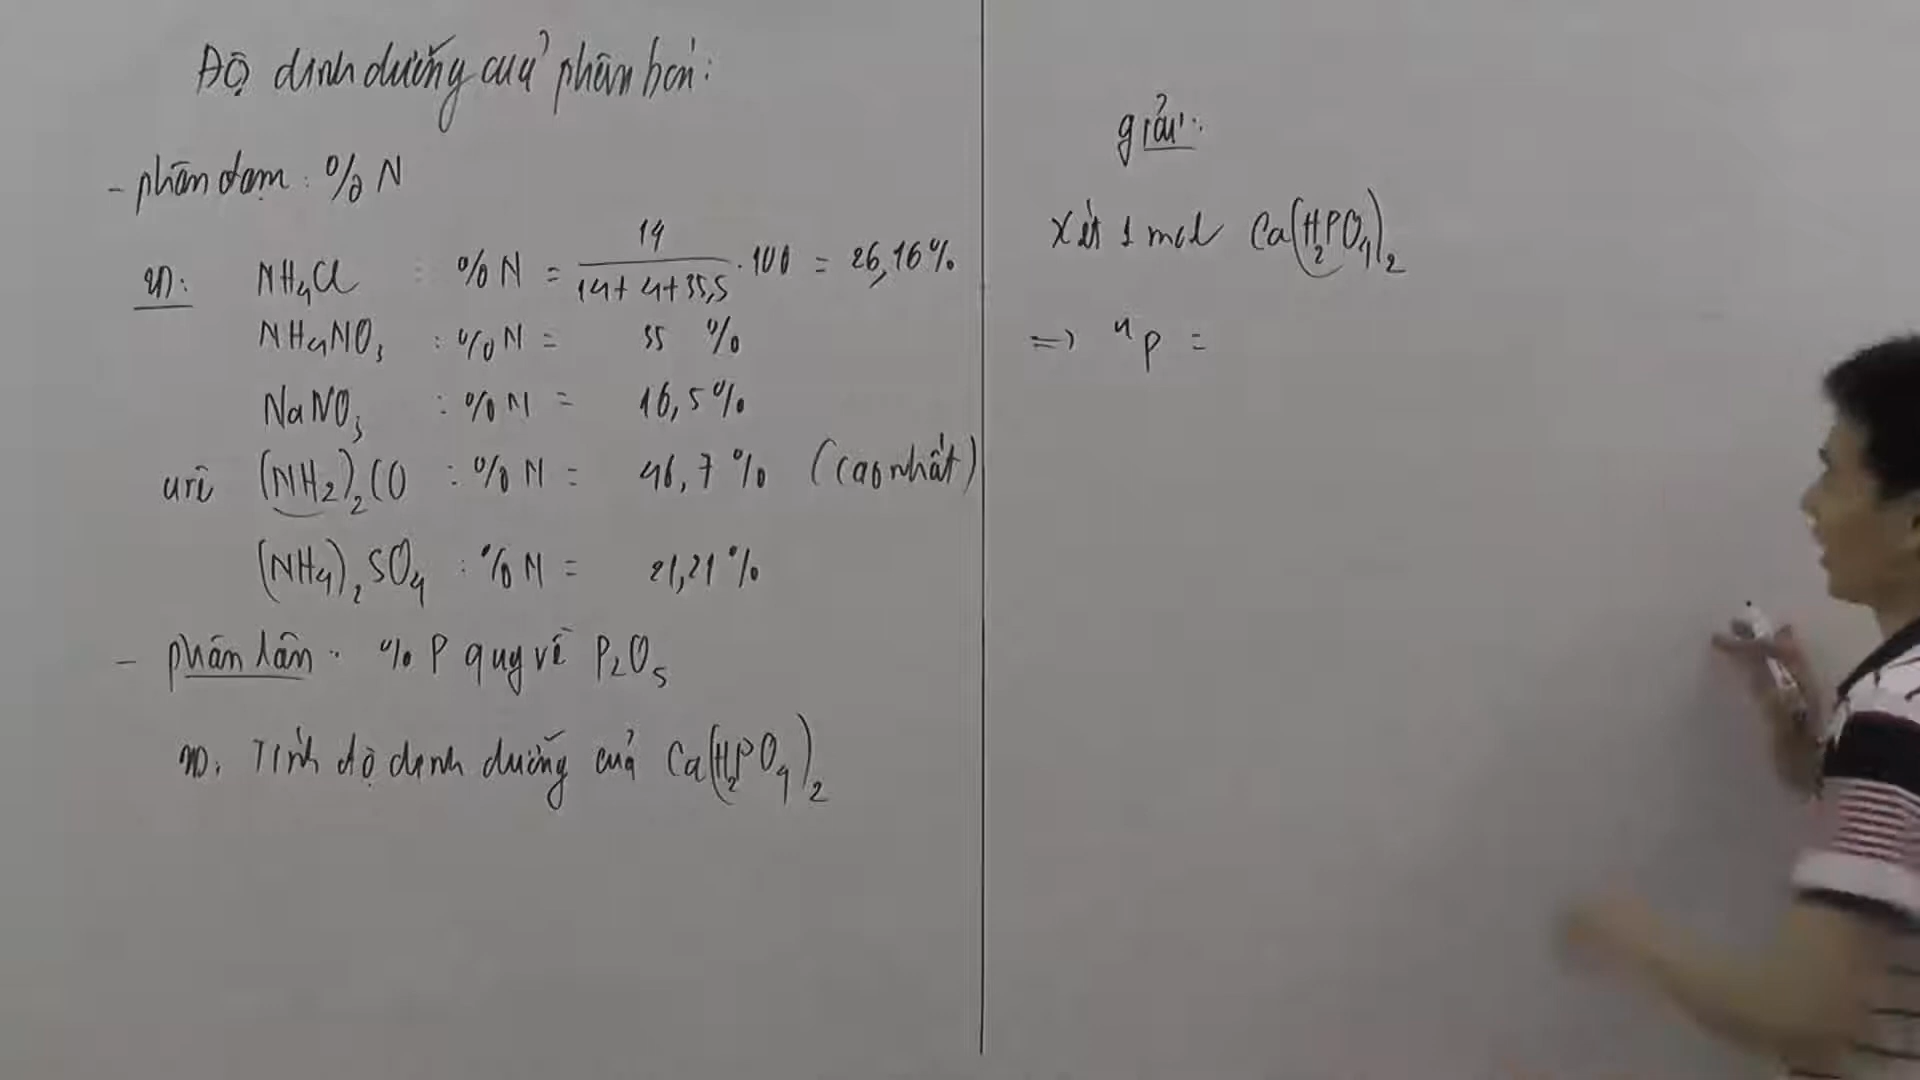 Độ dinh dưỡng của phân bón:
- phân đạm: % N
VD: NH₄Cl : % N = 14 / (14 + 4 + 35,5) . 100 = 26,16%
NH₄NO₃ : % N = 35 %
NaNO₃ : % N = 16,5%
urê (NH₂)₂CO : % N = 46,7 % (cao nhất)
(NH₄)₂SO₄ : % N = 21,21 %
- phân lân : % P quy về P₂O₅
VD: Tính độ dinh dưỡng của Ca(H₂PO₄)₂
giải:
Xét 1 mol Ca(H₂PO₄)₂
=> nP =